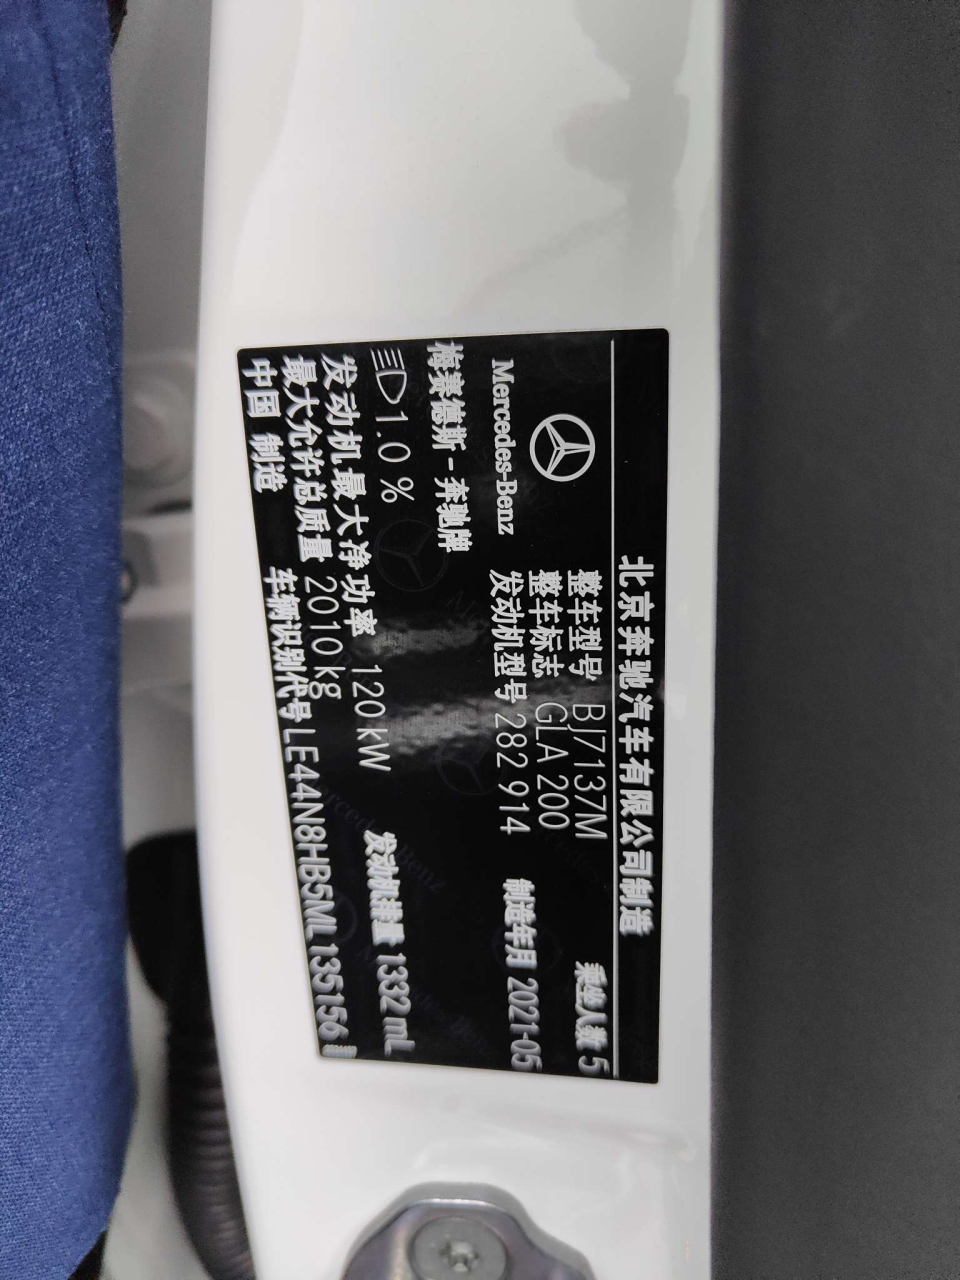 北京奔驰汽车有限公司制造
Mercedes-Benz
整车型号 BJ7137M 乘坐人数 5
整车标志 GLA 200
发动机型号 282 914 制造年月 2021-05
梅赛德斯-奔驰牌
1.0 %
发动机最大净功率 120 kW 发动机排量 1332 mL
最大允许总质量 2010 kg
中国 制造 车辆识别代号 LE44N8HB5ML135156